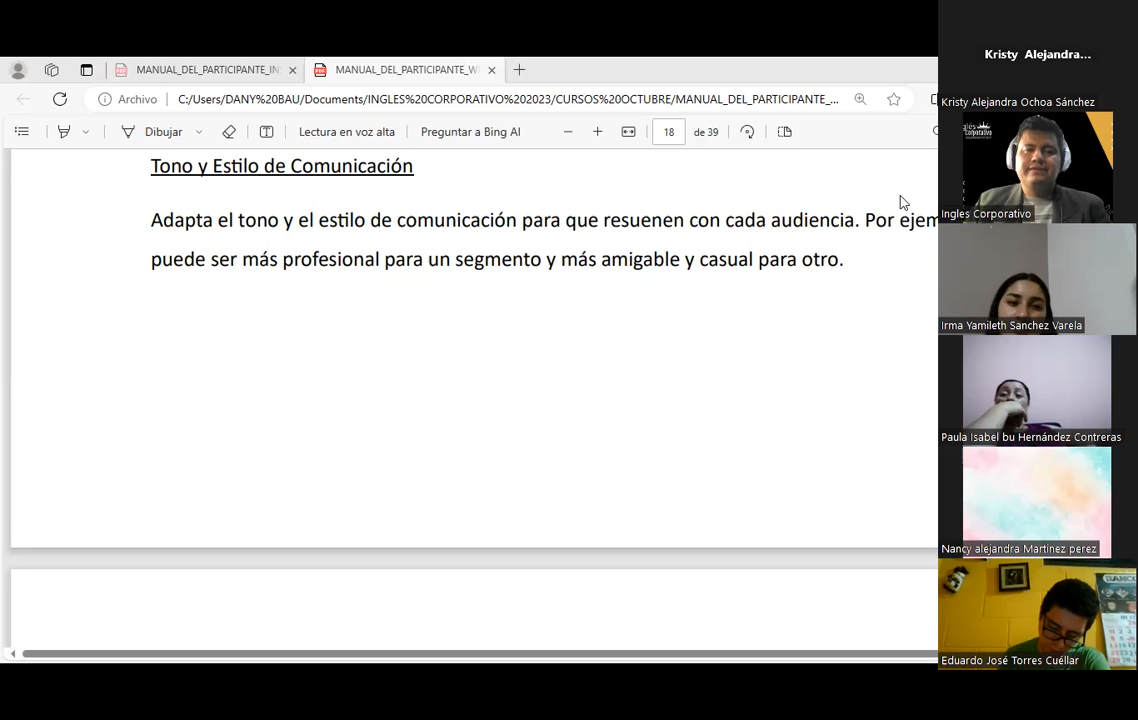 Kristy Alejandra...
MANUAL_DEL_PARTICIPANTE_IN
MANUAL_DEL_PARTICIPANTE_WI
Archivo
C:/Users/DANY%20BAU/Documents/INGLES%20CORPORATIVO%202023/CURSOS%20OCTUBRE/MANUAL_DEL_PARTICIPANTE_...
Kristy Alejandra Ochoa Sánchez
Dibujar
Lectura en voz alta
Preguntar a Bing AI
18
de 39
Corporativo
Tono y Estilo de Comunicación
Ingles Corporativo
Adapta el tono y el estilo de comunicación para que resuenen con cada audiencia. Por ejem
puede ser más profesional para un segmento y más amigable y casual para otro.
Irma Yamileth Sanchez Varela
Paula Isabel bu Hernández Contreras
Nancy alejandra Martinez perez
Eduardo José Torres Cuéllar